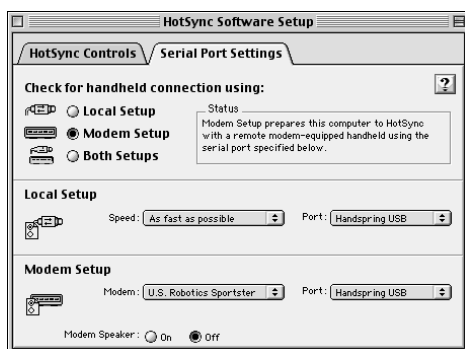 HotSync Software Setup
HotSync Controls
Serial Port Settings
Check for handheld connection using:
?
Local Setup
Modem Setup
Both Setups
Status
Modem Setup prepares this computer to HotSync
with a remote modem-equipped handheld using the
serial port specified below.
Local Setup
Speed: As fast as possible
Port: Handspring USB
Modem Setup
Modem: U.S. Robotics Sportster
Port: Handspring USB
Modem Speaker: On Off